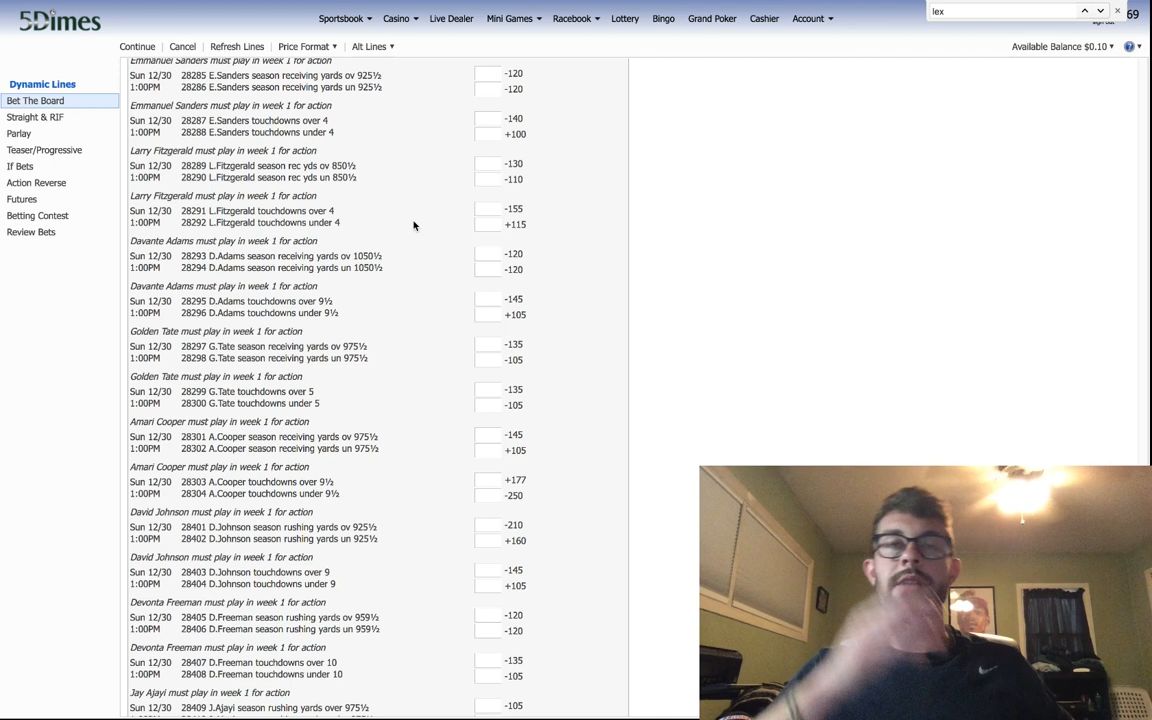 5Dimes
Sportsbook Casino Live Dealer Mini Games Racebook Lottery Bingo Grand Poker Cashier Account
lex
69
Continue Cancel Refresh Lines Price Format Alt Lines
Available Balance $0.10
Dynamic Lines
Bet The Board
Straight & RIF
Parlay
Teaser/Progressive
If Bets
Action Reverse
Futures
Betting Contest
Review Bets
Emmanuel Sanders must play in week 1 for action
Sun 12/30 28285 E.Sanders season receiving yards ov 925½ -120
1:00PM 28286 E.Sanders season receiving yards un 925½ -120
Emmanuel Sanders must play in week 1 for action
Sun 12/30 28287 E.Sanders touchdowns over 4 -140
1:00PM 28288 E.Sanders touchdowns under 4 +100
Larry Fitzgerald must play in week 1 for action
Sun 12/30 28289 L.Fitzgerald season rec yds ov 850½ -130
1:00PM 28290 L.Fitzgerald season rec yds un 850½ -110
Larry Fitzgerald must play in week 1 for action
Sun 12/30 28291 L.Fitzgerald touchdowns over 4 -155
1:00PM 28292 L.Fitzgerald touchdowns under 4 +115
Davante Adams must play in week 1 for action
Sun 12/30 28293 D.Adams season receiving yards ov 1050½ -120
1:00PM 28294 D.Adams season receiving yards un 1050½ -120
Davante Adams must play in week 1 for action
Sun 12/30 28295 D.Adams touchdowns over 9½ -145
1:00PM 28296 D.Adams touchdowns under 9½ +105
Golden Tate must play in week 1 for action
Sun 12/30 28297 G.Tate season receiving yards ov 975½ -135
1:00PM 28298 G.Tate season receiving yards un 975½ -105
Golden Tate must play in week 1 for action
Sun 12/30 28299 G.Tate touchdowns over 5 -135
1:00PM 28300 G.Tate touchdowns under 5 -105
Amari Cooper must play in week 1 for action
Sun 12/30 28301 A.Cooper season receiving yards ov 975½ -145
1:00PM 28302 A.Cooper season receiving yards un 975½ +105
Amari Cooper must play in week 1 for action
Sun 12/30 28303 A.Cooper touchdowns over 9½ +177
1:00PM 28304 A.Cooper touchdowns under 9½ -250
David Johnson must play in week 1 for action
Sun 12/30 28401 D.Johnson season rushing yards ov 925½ -210
1:00PM 28402 D.Johnson season rushing yards un 925½ +160
David Johnson must play in week 1 for action
Sun 12/30 28403 D.Johnson touchdowns over 9 -145
1:00PM 28404 D.Johnson touchdowns under 9 +105
Devonta Freeman must play in week 1 for action
Sun 12/30 28405 D.Freeman season rushing yards ov 959½ -120
1:00PM 28406 D.Freeman season rushing yards un 959½ -120
Devonta Freeman must play in week 1 for action
Sun 12/30 28407 D.Freeman touchdowns over 10 -135
1:00PM 28408 D.Freeman touchdowns under 10 -105
Jay Ajayi must play in week 1 for action
Sun 12/30 28409 J.Ajayi season rushing yards over 975½ -105